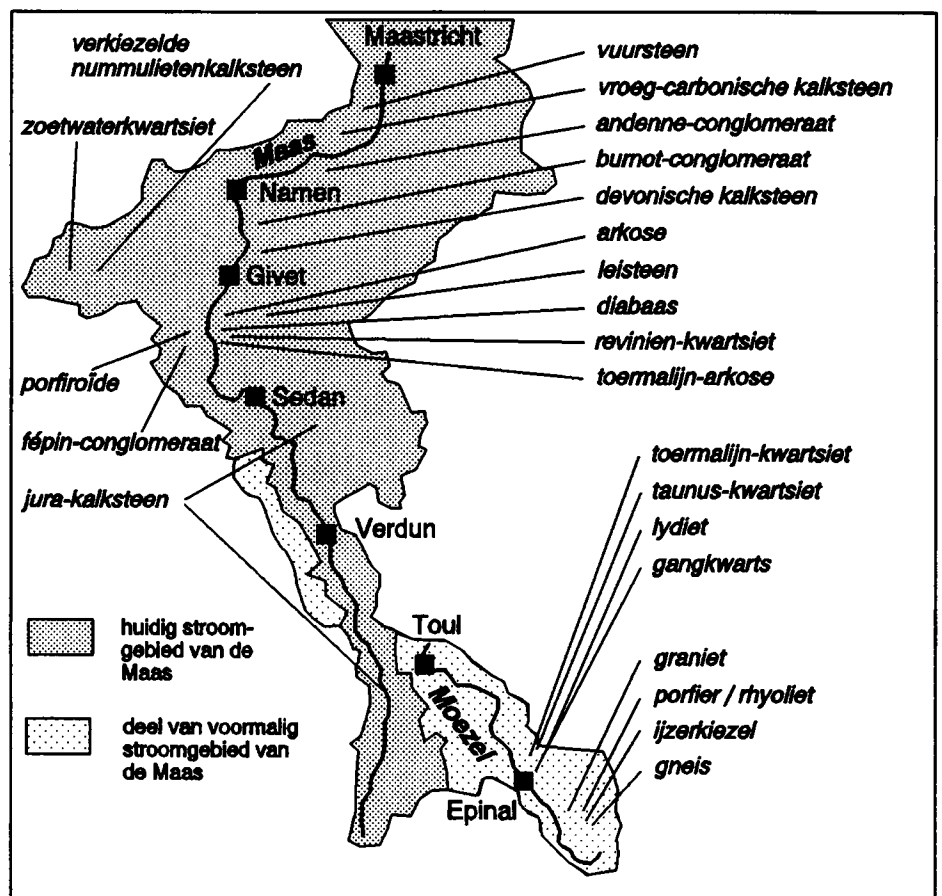 Maastricht
verkiezelde
nummulietenkalksteen
zoetwaterkwartsiet
Maas
Namen
Givet
vuursteen
vroeg-carbonische kalksteen
andenne-conglomeraat
burnot-conglomeraat
devonische kalksteen
arkose
leisteen
diabaas
revinien-kwartsiet
toermalijn-arkose
porfiroïde
Sedan
fépin-conglomeraat
jura-kalksteen
Verdun
toermalijn-kwartsiet
taunus-kwartsiet
lydiet
gangkwarts
Toul
Moezel
Epinal
graniet
porfier / rhyoliet
ijzerkiezel
gneis
huidig stroom-
gebied van de
Maas
deel van voormalig
stroomgebied van
de Maas